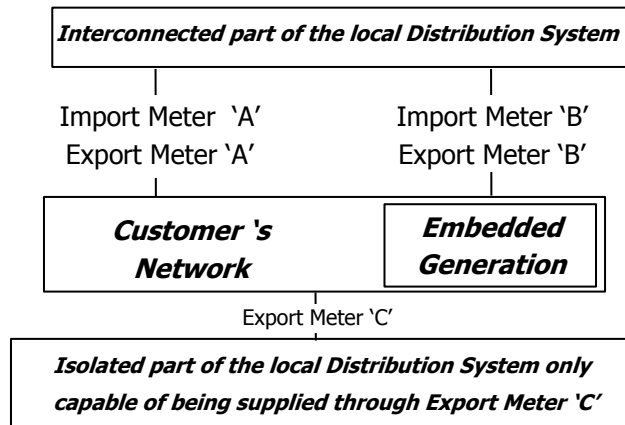 Interconnected part of the local Distribution System
Import Meter ‘A’
Export Meter ‘A’
Import Meter ‘B’
Export Meter ‘B’
Customer ‘s
Network
Embedded
Generation
Export Meter ‘C’
Isolated part of the local Distribution System only
capable of being supplied through Export Meter ‘C’